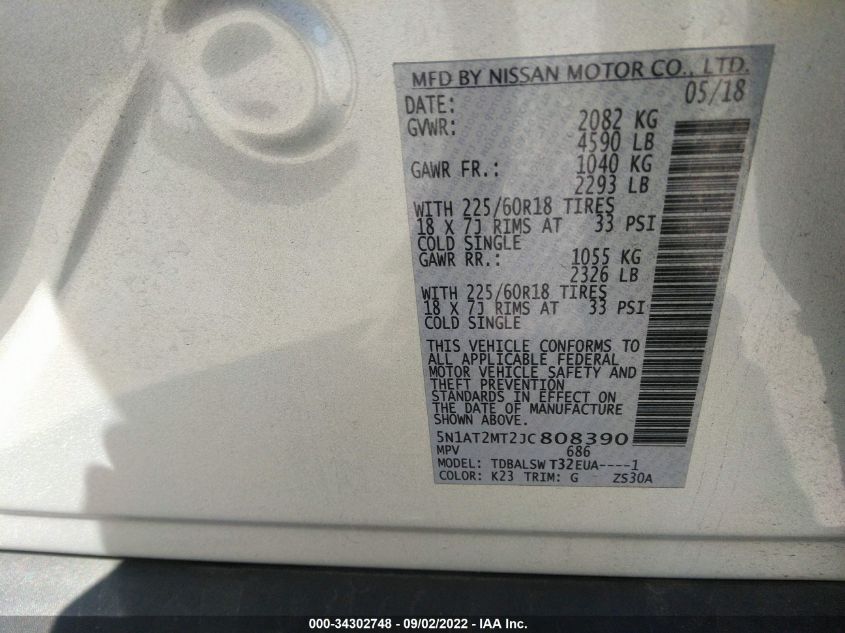 MFD BY NISSAN MOTOR CO., LTD.
DATE: 05/18
GVWR: 2082 KG
4590 LB
GAWR FR.: 1040 KG
2293 LB
WITH 225/60R18 TIRES
18 X 7J RIMS AT 33 PSI
COLD SINGLE
GAWR RR.: 1055 KG
2326 LB
WITH 225/60R18 TIRES
18 X 7J RIMS AT 33 PSI
COLD SINGLE
THIS VEHICLE CONFORMS TO
ALL APPLICABLE FEDERAL
MOTOR VEHICLE SAFETY AND
THEFT PREVENTION
STANDARDS IN EFFECT ON
THE DATE OF MANUFACTURE
SHOWN ABOVE.
5N1AT2MT2JC808390
MPV 686
MODEL: TDBALSW T32EUA----1
COLOR: K23 TRIM: G ZS30A
000-34302748 - 09/02/2022 - IAA Inc.